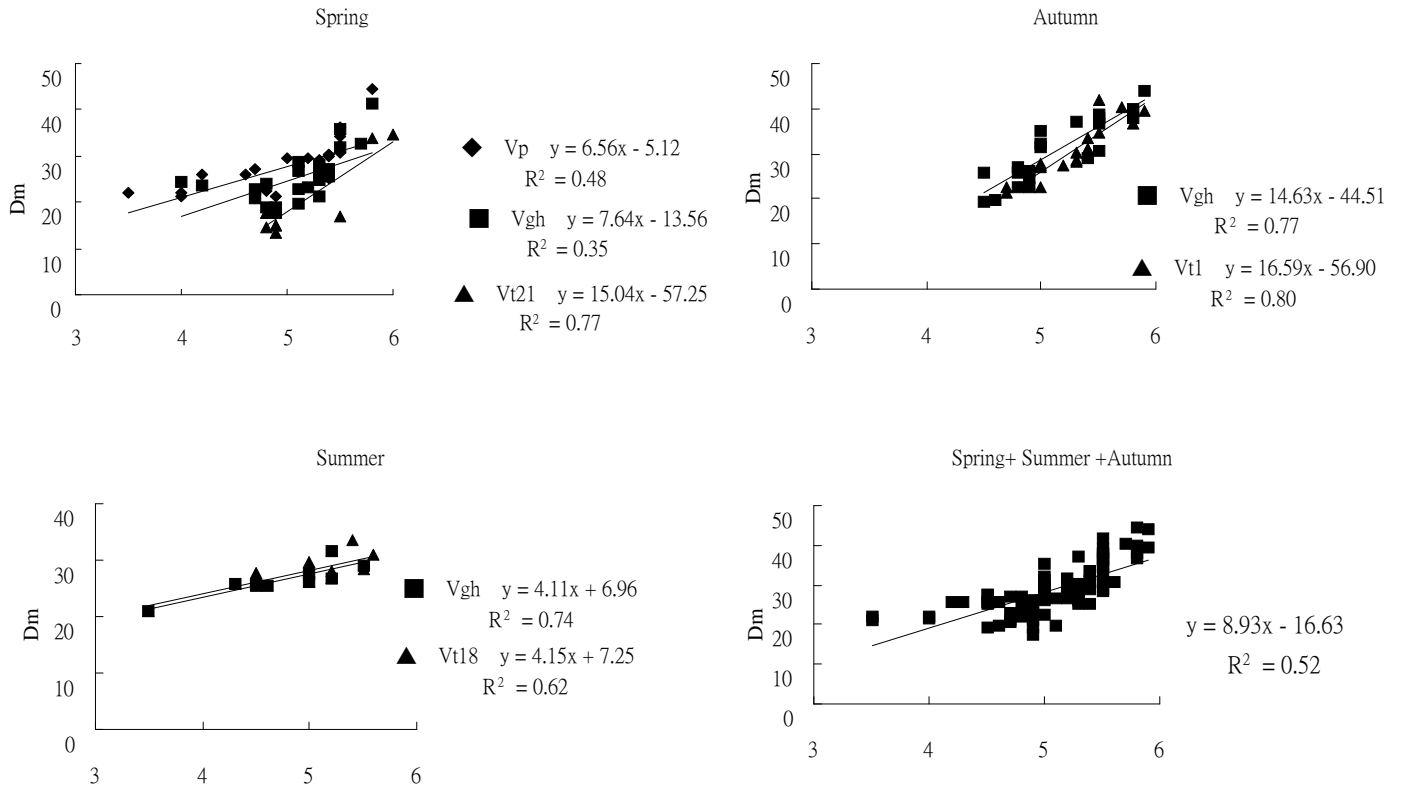 Spring
50
40
30
20
10
0
Dm
3 4 5 6
Vp y = 6.56x - 5.12
R² = 0.48
Vgh y = 7.64x - 13.56
R² = 0.35
Vt21 y = 15.04x - 57.25
R² = 0.77
Autumn
50
40
30
20
10
0
Dm
3 4 5 6
Vgh y = 14.63x - 44.51
R² = 0.77
Vt1 y = 16.59x - 56.90
R² = 0.80
Summer
40
30
20
10
0
Dm
3 4 5 6
Vgh y = 4.11x + 6.96
R² = 0.74
Vt18 y = 4.15x + 7.25
R² = 0.62
Spring+ Summer +Autumn
50
40
30
20
10
0
Dm
3 4 5 6
y = 8.93x - 16.63
R² = 0.52